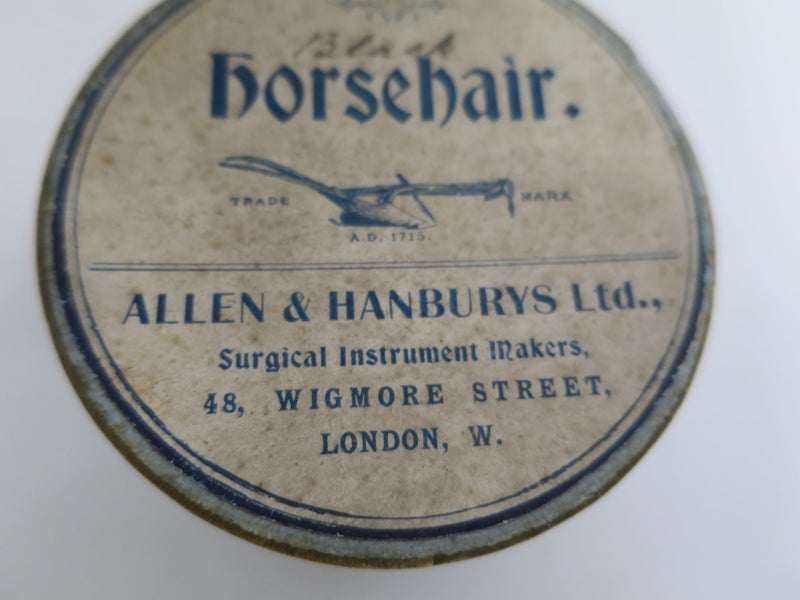 Black
Horsehair.
TRADE MARK
A.D. 1715.
ALLEN & HANBURYS Ltd.,
Surgical Instrument Makers,
48, WIGMORE STREET,
LONDON, W.